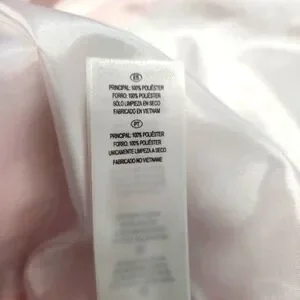 ES
PRINCIPAL: 100% POLIÉSTER
FORRO: 100% POLIÉSTER
SÓLO LIMPEZA EN SECO
FABRICADO EN VIETNAM
PT
PRINCIPAL: 100% POLIÉSTER
FORRO: 100% POLIÉSTER
UNICAMENTE LIMPEZA A SECO
FABRICADO NO VIETNAME